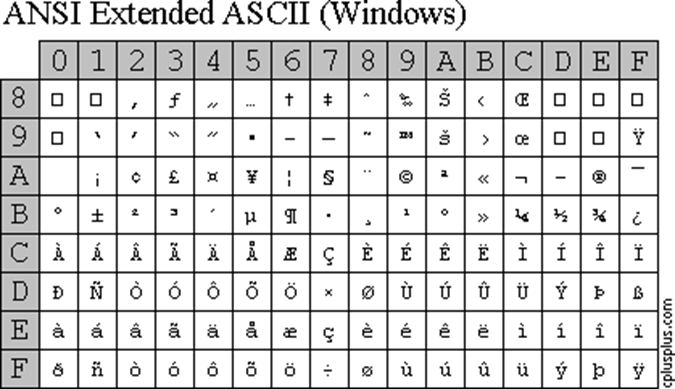 ANSI Extended ASCII (Windows)
0 1 2 3 4 5 6 7 8 9 A B C D E F
8 □ □ ‚ ƒ „ … † ‡ ˆ ‰ Š ‹ Œ □ □ □
9 □ ‘ ’ “ ” • – — ˜ ™ š › œ □ □ Ÿ
A ¡ ¢ £ ¤ ¥ ¦ § ¨ © ª « ¬ - ® ¯
B ° ± ² ³ ´ µ ¶ · ¸ ¹ º » ¼ ½ ¾ ¿
C À Á Â Ã Ä Å Æ Ç È É Ê Ë Ì Í Î Ï
D Ð Ñ Ò Ó Ô Õ Ö × Ø Ù Ú Û Ü Ý Þ ß
E à á â ã ä å æ ç è é ê ë ì í î ï
F ð ñ ò ó ô õ ö ÷ ø ù ú û ü ý þ ÿ
cplusplus.com